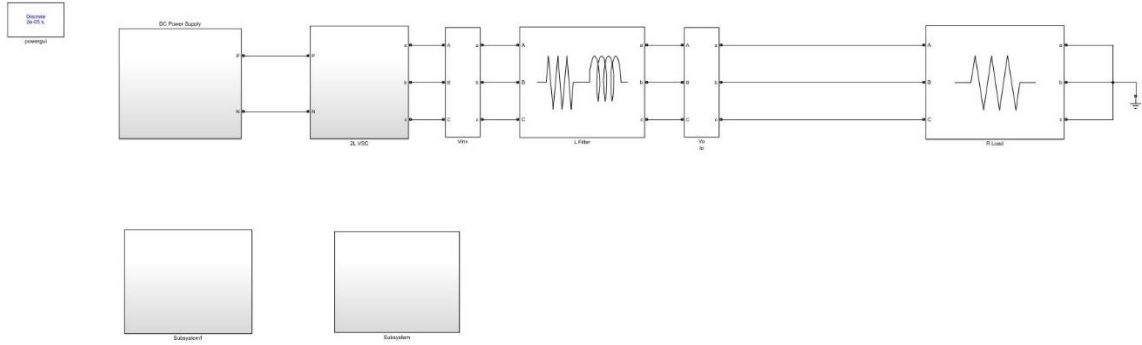 Discrete
2e-05 s.
powergui
DC Power Supply
P
N
P
N
a
b
c
2L VSC
A
B
C
a
b
c
Vinv
A
B
C
a
b
c
L Filter
A
B
C
a
b
c
Vo
Io
A
B
C
a
b
c
R Load
Subsystem1
Subsystem